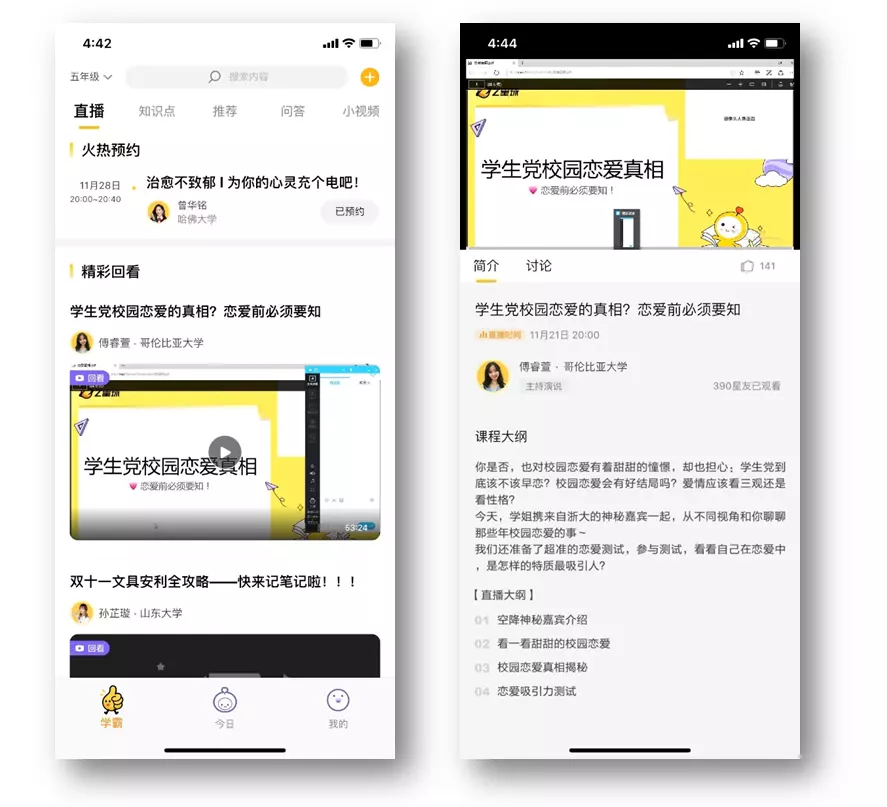 4:42
五年级
搜索内容
直播 知识点 推荐 问答 小视频
火热预约
11月28日
20:00~20:40
治愈不致郁 I 为你的心灵充个电吧!
曾华铭
哈佛大学
已预约
精彩回看
学生党校园恋爱的真相？恋爱前必须要知
傅睿萱 · 哥伦比亚大学
回看
学生党校园恋爱真相
恋爱前必须要知！
53:24
双十一文具安利全攻略——快来记笔记啦！！！
孙芷璇 · 山东大学
回看
学霸 今日 我的
4:44
Z星球
学生党校园恋爱真相
恋爱前必须要知！
简介 讨论 141
学生党校园恋爱的真相？恋爱前必须要知
直播时间 11月21日 20:00
傅睿萱 · 哥伦比亚大学
主持演说
390星友已观看
课程大纲
你是否，也对校园恋爱有着甜甜的憧憬，却也担心：学生党到
底该不该早恋？校园恋爱会有好结局吗？爱情应该看三观还是
看性格？
今天，学姐携来自浙大的神秘嘉宾一起，从不同视角和你聊聊
那些年校园恋爱的事～
我们还准备了超准的恋爱测试，参与测试，看看自己在恋爱中
，是怎样的特质最吸引人？
【直播大纲】
01 空降神秘嘉宾介绍
02 看一看甜甜的校园恋爱
03 校园恋爱真相揭秘
04 恋爱吸引力测试